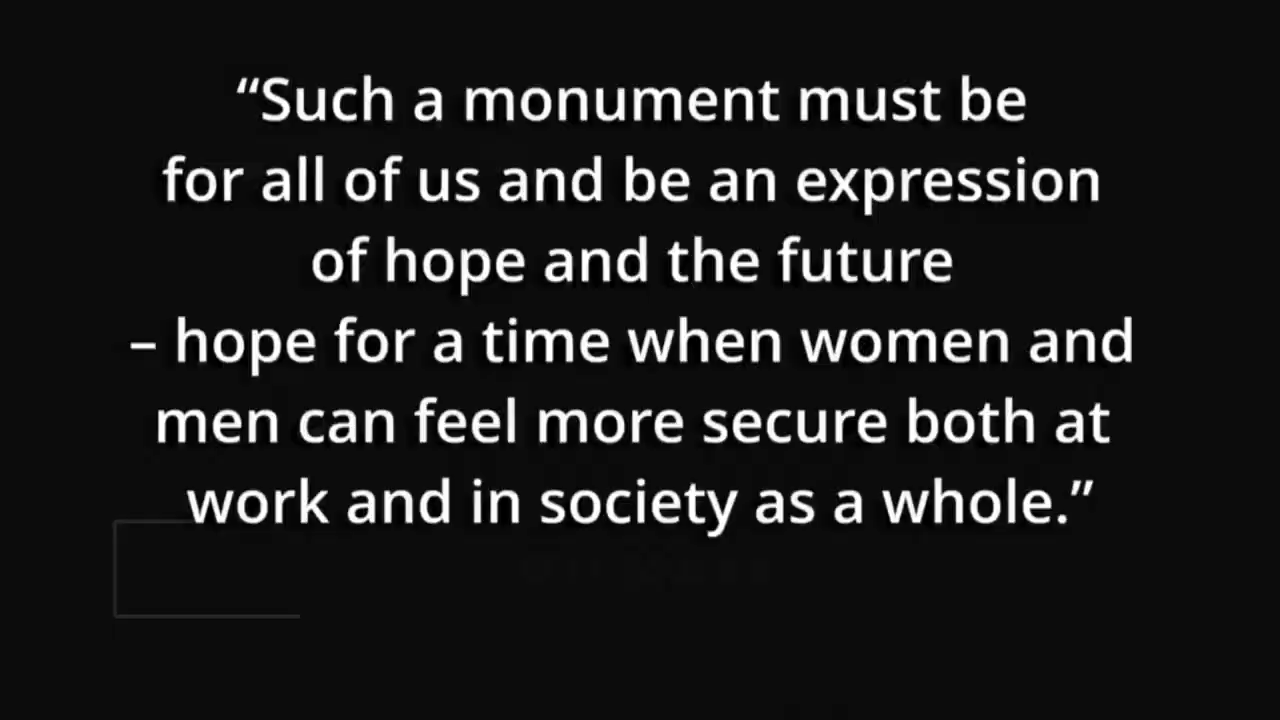 “Such a monument must be
for all of us and be an expression
of hope and the future
– hope for a time when women and
men can feel more secure both at
work and in society as a whole.”